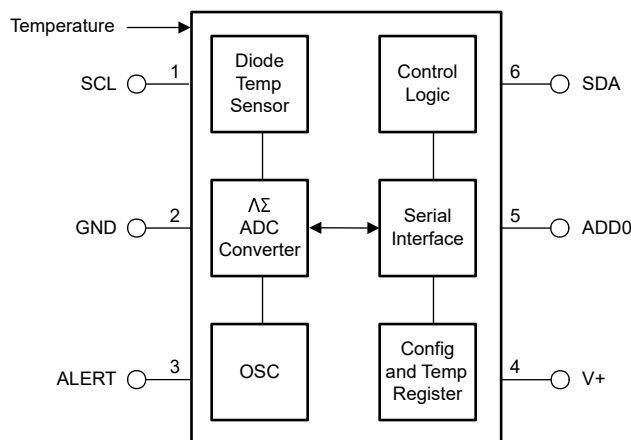 Temperature
Diode
Temp
Sensor
Control
Logic
SCL
1
6
SDA
ΛΣ
ADC
Converter
Serial
Interface
GND
2
5
ADD0
OSC
Config
and Temp
Register
ALERT
3
4
V+